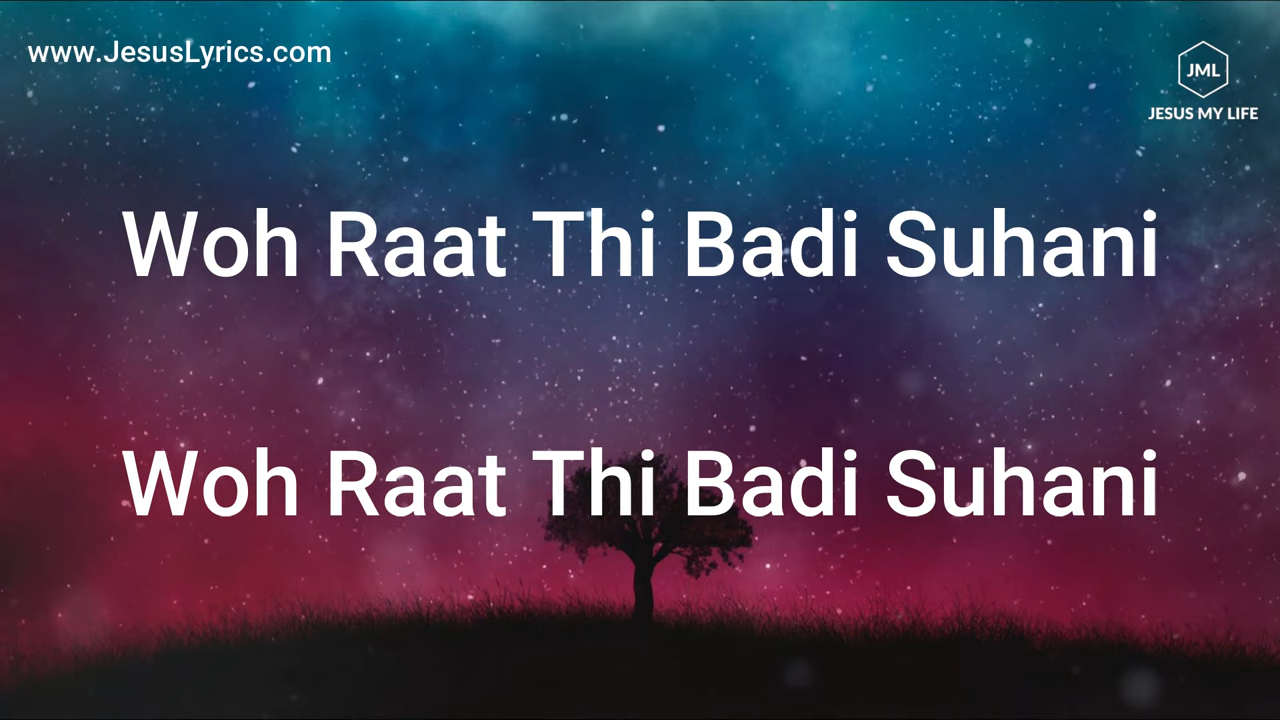 www.JesusLyrics.com
JML
JESUS MY LIFE
Woh Raat Thi Badi Suhani
Woh Raat Thi Badi Suhani